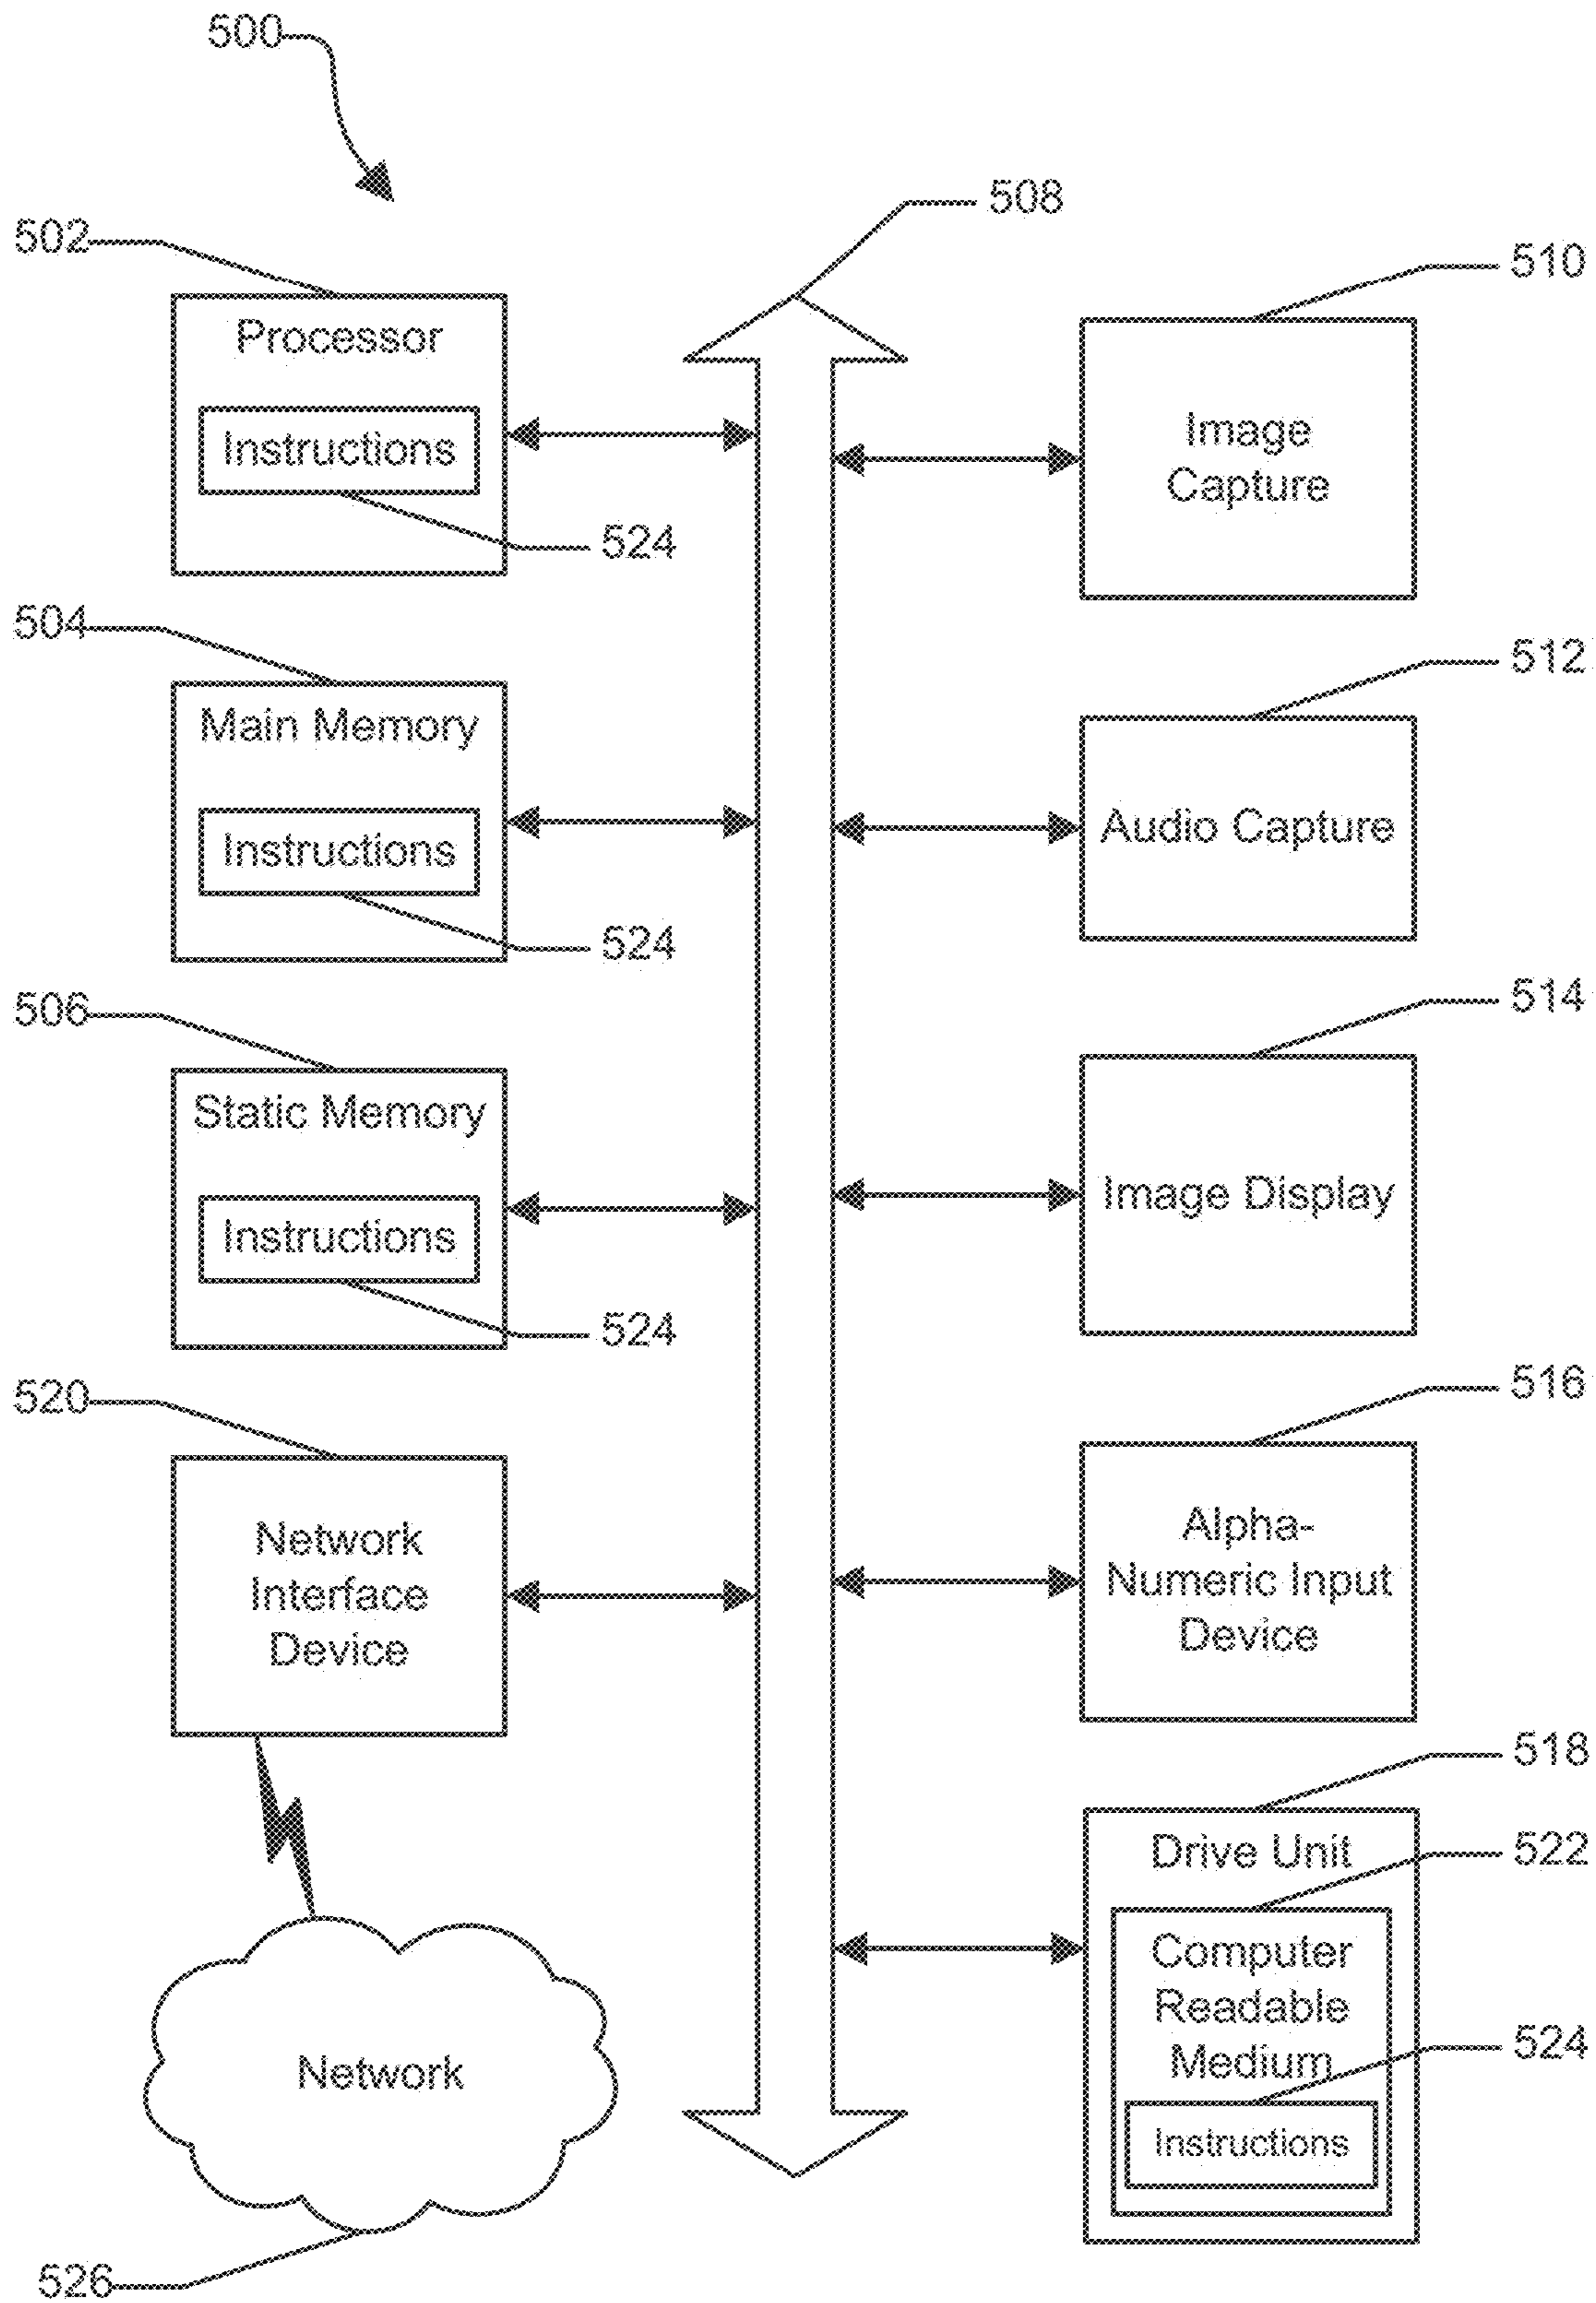 500
508
502
510
Processor
Instructions
524
Image
Capture
504
512
Main Memory
Instructions
524
Audio Capture
506
514
Static Memory
Instructions
524
Image Display
520
516
Network
Interface
Device
Alpha-
Numeric Input
Device
518
Drive Unit
522
Computer
Readable
Medium
524
Instructions
Network
526